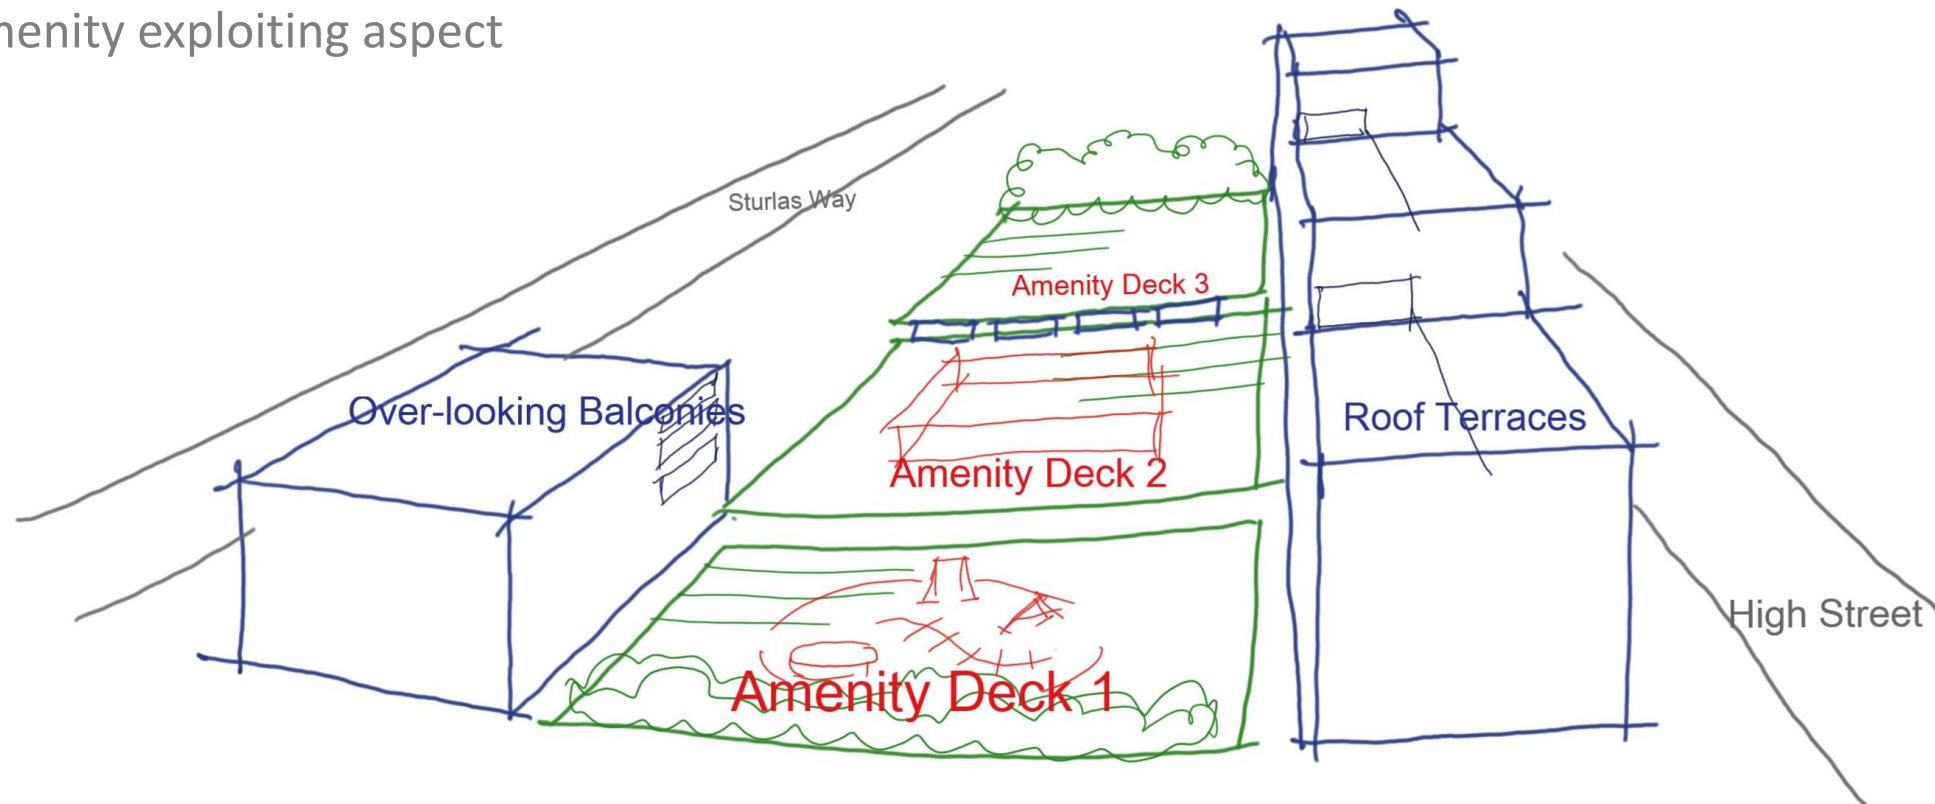 menity exploiting aspect
Sturlas Way
Amenity Deck 3
Over-looking Balconies
Roof Terraces
Amenity Deck 2
High Street
Amenity Deck 1